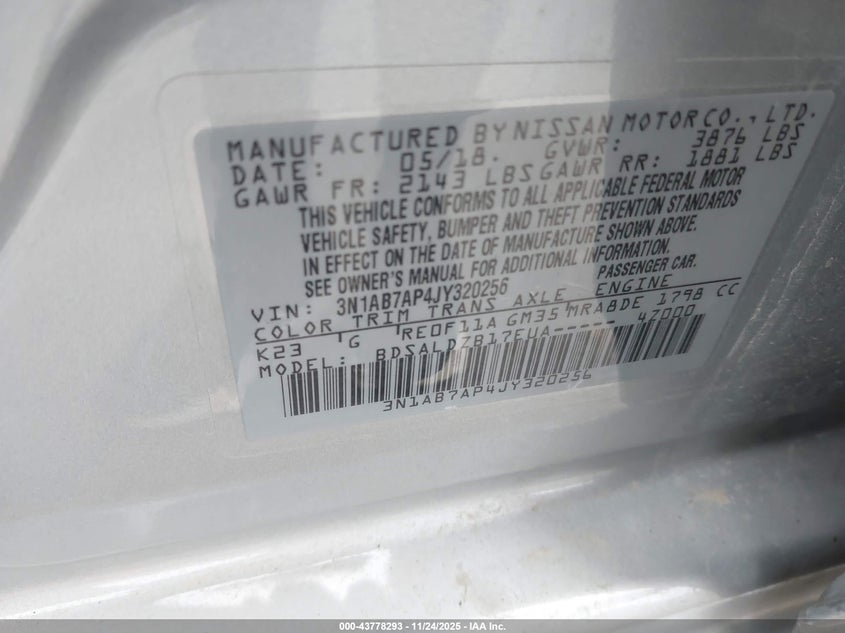 MANUFACTURED BY NISSAN MOTOR CO., LTD.
DATE: 05/18. GVWR: 3876 LBS
GAWR FR: 2143 LBS GAWR RR: 1881 LBS
THIS VEHICLE CONFORMS TO ALL APPLICABLE FEDERAL MOTOR
VEHICLE SAFETY, BUMPER AND THEFT PREVENTION STANDARDS
IN EFFECT ON THE DATE OF MANUFACTURE SHOWN ABOVE.
SEE OWNER'S MANUAL FOR ADDITIONAL INFORMATION.
VIN: 3N1AB7AP4JY320256 PASSENGER CAR.
COLOR TRIM TRANS AXLE ENGINE
K23 G RE0F11A GM35 MRA8DE 1798 CC
MODEL: BDSALDZB17EUA----- 42000
3N1AB7AP4JY320256
000-43778293 - 11/24/2025 - IAA Inc.